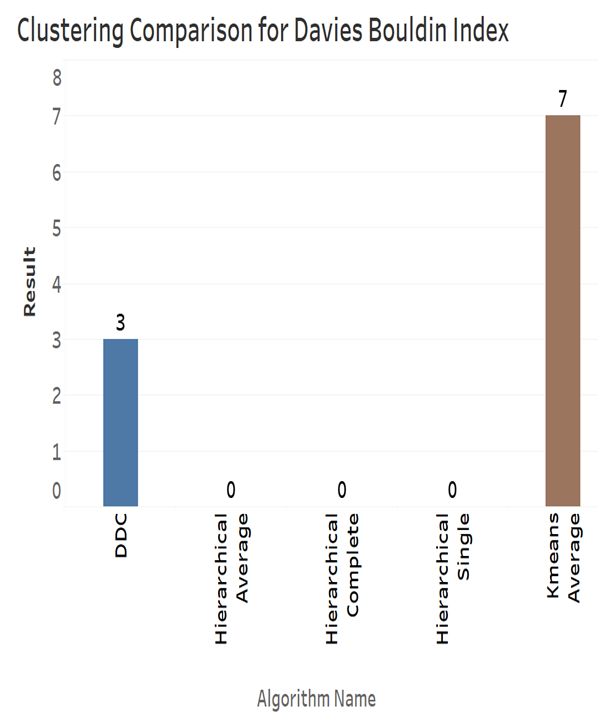 Clustering Comparison for Davies Bouldin Index
8
7
6
5
4
3
2
1
0
Result
3
0
0
0
7
DDC
Hierarchical
Average
Hierarchical
Complete
Hierarchical
Single
Kmeans
Average
Algorithm Name